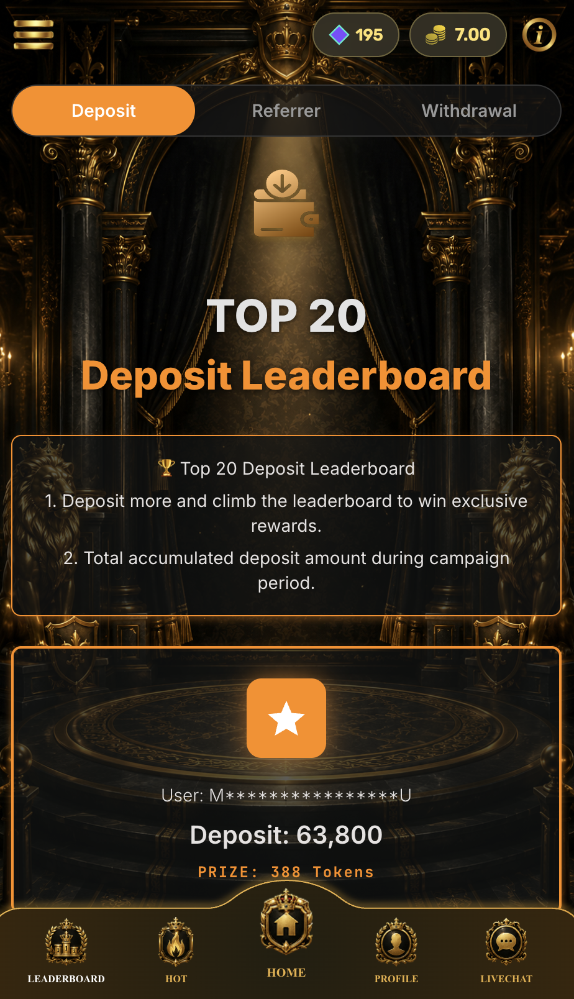 195
7.00
i
Deposit
Referrer
Withdrawal
TOP 20
Deposit Leaderboard
🏆 Top 20 Deposit Leaderboard
1. Deposit more and climb the leaderboard to win exclusive
rewards.
2. Total accumulated deposit amount during campaign
period.
User: M****************U
Deposit: 63,800
PRIZE: 388 Tokens
LEADERBOARD
HOT
HOME
PROFILE
LIVECHAT